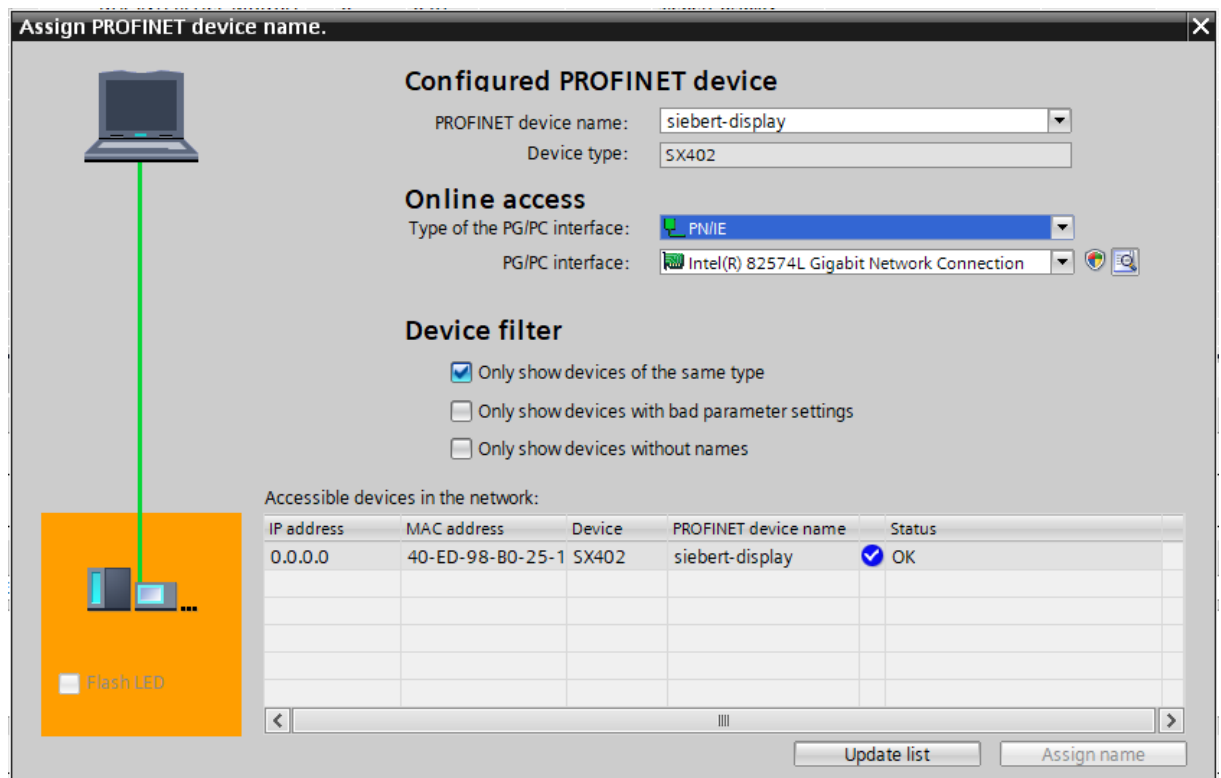 Assign PROFINET device name.
Configured PROFINET device
PROFINET device name: siebert-display
Device type: SX402
Online access
Type of the PG/PC interface: PN/IE
PG/PC interface: Intel(R) 82574L Gigabit Network Connection
Device filter
Only show devices of the same type
Only show devices with bad parameter settings
Only show devices without names
Accessible devices in the network:
IP address MAC address Device PROFINET device name Status
0.0.0.0 40-ED-98-B0-25-1 SX402 siebert-display OK
Flash LED
Update list Assign name